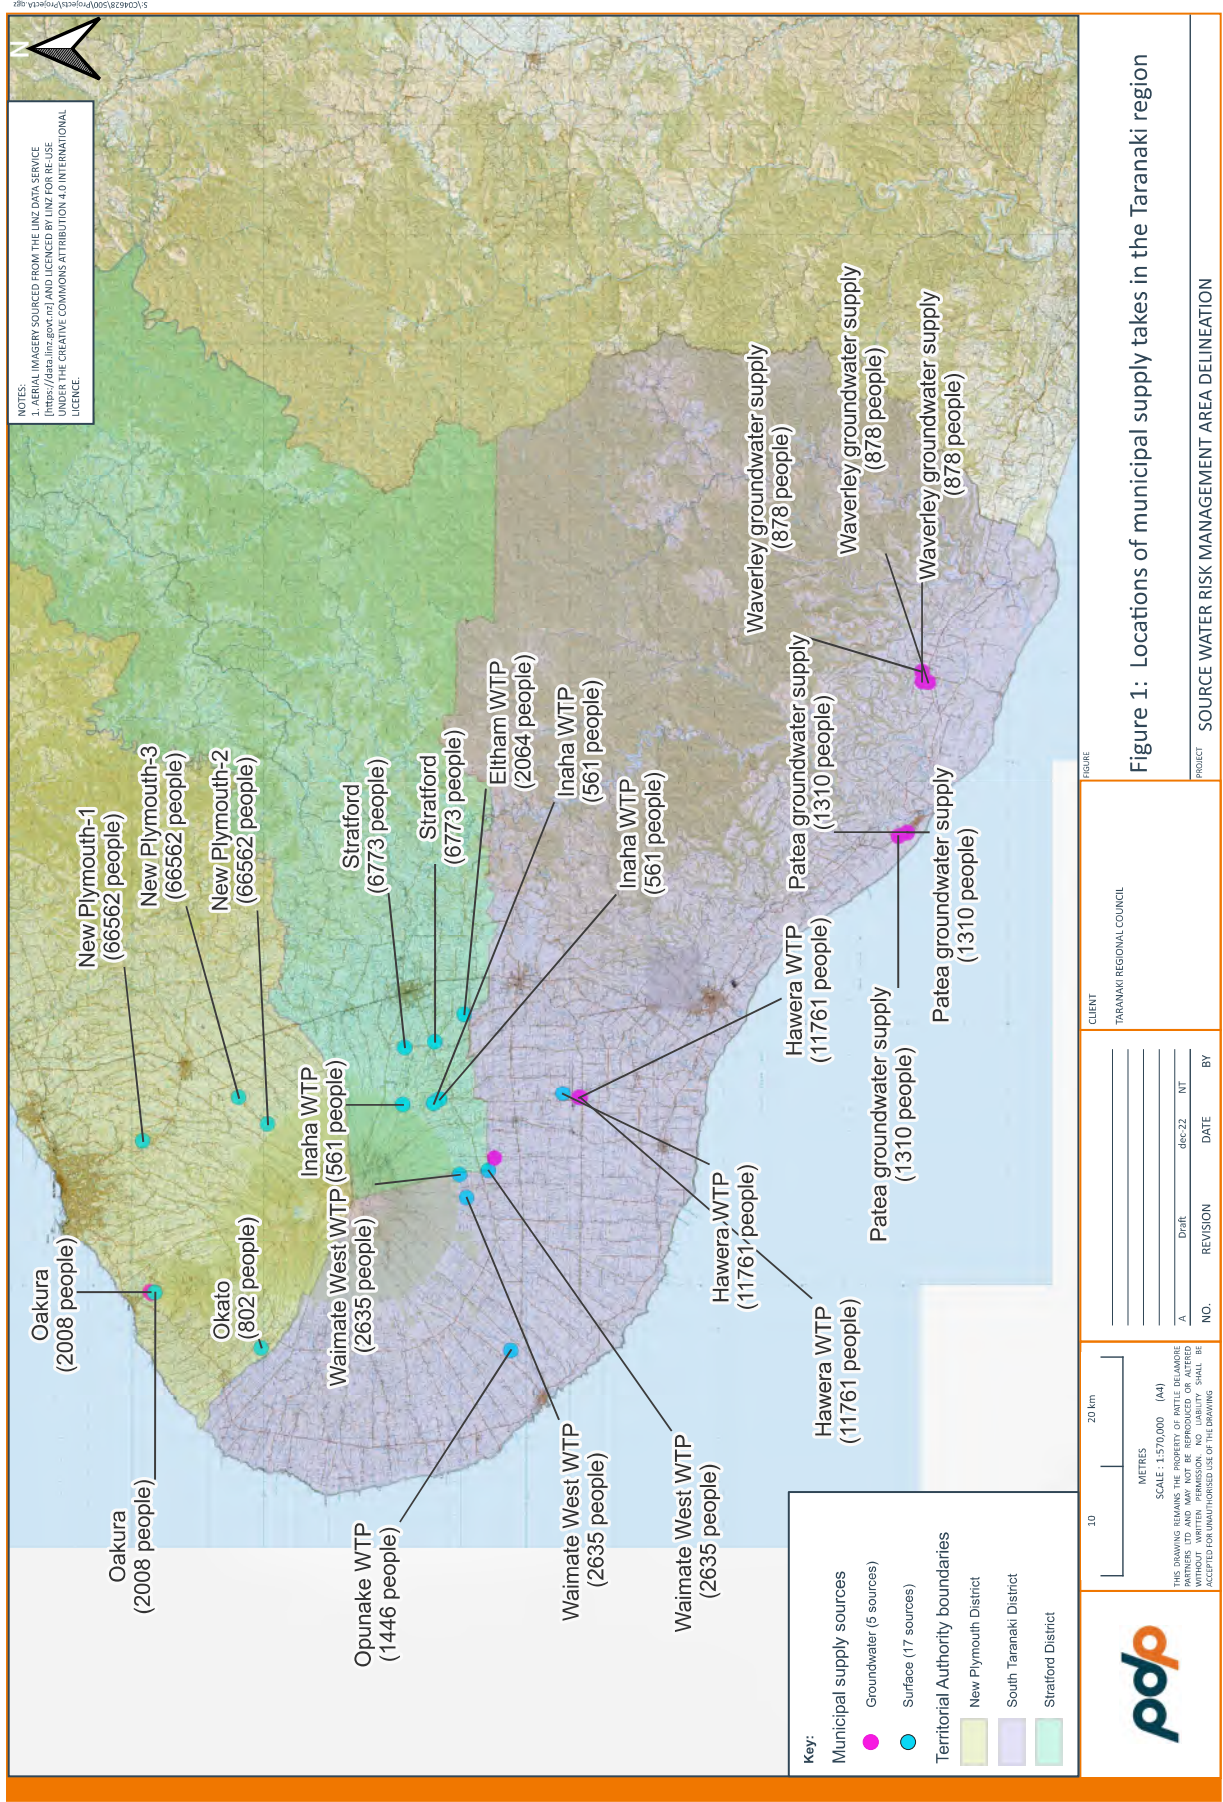 S:\C04628\500\Projects\ProjectA.qgz
N
NOTES:
1. AERIAL IMAGERY SOURCED FROM THE LINZ DATA SERVICE
[https://data.linz.govt.nz] AND LICENCED BY LINZ FOR RE-USE
UNDER THE CREATIVE COMMONS ATTRIBUTION 4.0 INTERNATIONAL
LICENCE.
Oakura
(2008 people)
Oakura
(2008 people)
New Plymouth-1
(66562 people)
New Plymouth-3
(66562 people)
New Plymouth-2
(66562 people)
Okato
(802 people)
Inaha WTP
(561 people)
Waimate West WTP
(2635 people)
Stratford
(6773 people)
Stratford
(6773 people)
Eltham WTP
(2064 people)
Inaha WTP
(561 people)
Inaha WTP
(561 people)
Opunake WTP
(1446 people)
Waimate West WTP
(2635 people)
Waimate West WTP
(2635 people)
Hawera WTP
(11761 people)
Hawera WTP
(11761 people)
Hawera WTP
(11761 people)
Patea groundwater supply
(1310 people)
Patea groundwater supply
(1310 people)
Patea groundwater supply
(1310 people)
Waverley groundwater supply
(878 people)
Waverley groundwater supply
(878 people)
Waverley groundwater supply
(878 people)
Key:
Municipal supply sources
Groundwater (5 sources)
Surface (17 sources)
Territorial Authority boundaries
New Plymouth District
South Taranaki District
Stratford District
pdp
10 20 km
METRES
SCALE : 1:570,000 (A4)
THIS DRAWING REMAINS THE PROPERTY OF PATTLE DELAMORE
PARTNERS LTD AND MAY NOT BE REPRODUCED OR ALTERED
WITHOUT WRITTEN PERMISSION. NO LIABILITY SHALL BE
ACCEPTED FOR UNAUTHORISED USE OF THE DRAWING
A Draft dec-22 NT
NO. REVISION DATE BY
CLIENT
TARANAKI REGIONAL COUNCIL
FIGURE
Figure 1: Locations of municipal supply takes in the Taranaki region
PROJECT
SOURCE WATER RISK MANAGEMENT AREA DELINEATION